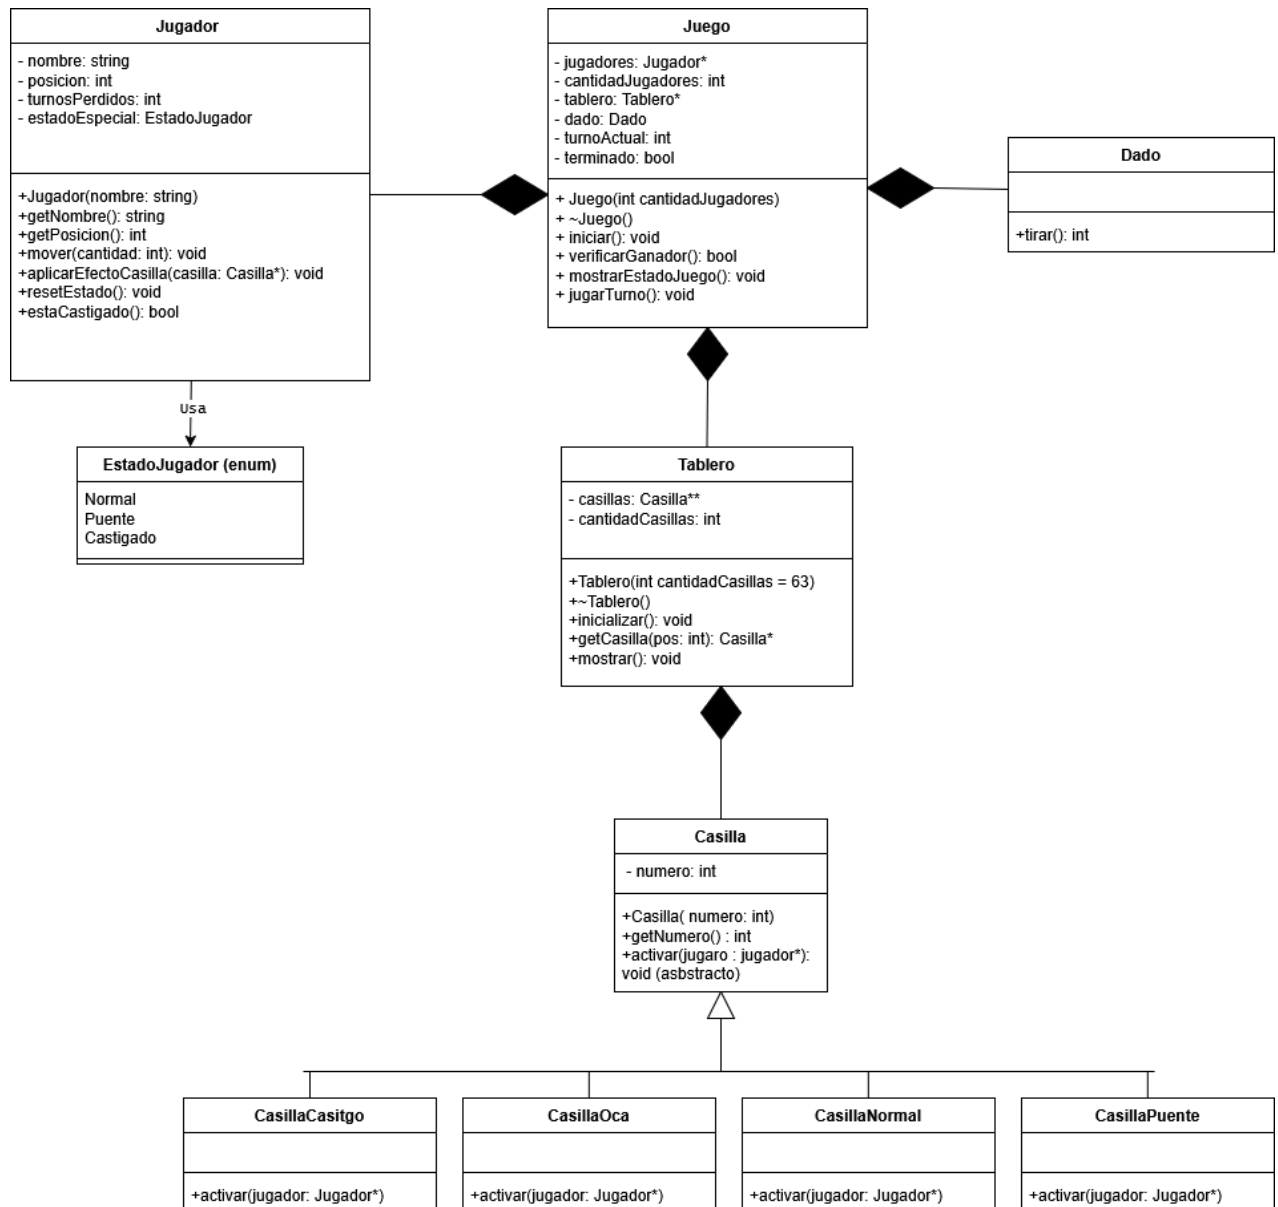 Jugador
- nombre: string
- posicion: int
- turnosPerdidos: int
- estadoEspecial: EstadoJugador
+Jugador(nombre: string)
+getNombre(): string
+getPosicion(): int
+mover(cantidad: int): void
+aplicarEfectoCasilla(casilla: Casilla*): void
+resetEstado(): void
+estaCastigado(): bool
Juego
- jugadores: Jugador*
- cantidadJugadores: int
- tablero: Tablero*
- dado: Dado
- turnoActual: int
- terminado: bool
+ Juego(int cantidadJugadores)
+ ~Juego()
+ iniciar(): void
+ verificarGanador(): bool
+ mostrarEstadoJuego(): void
+ jugarTurno(): void
Dado
+tirar(): int
Usa
EstadoJugador (enum)
Normal
Puente
Castigado
Tablero
- casillas: Casilla**
- cantidadCasillas: int
+Tablero(int cantidadCasillas = 63)
+~Tablero()
+inicializar(): void
+getCasilla(pos: int): Casilla*
+mostrar(): void
Casilla
- numero: int
+Casilla( numero: int)
+getNumero() : int
+activar(jugaro : jugador*):
void (asbstracto)
CasillaCasitgo
+activar(jugador: Jugador*)
CasillaOca
+activar(jugador: Jugador*)
CasillaNormal
+activar(jugador: Jugador*)
CasillaPuente
+activar(jugador: Jugador*)